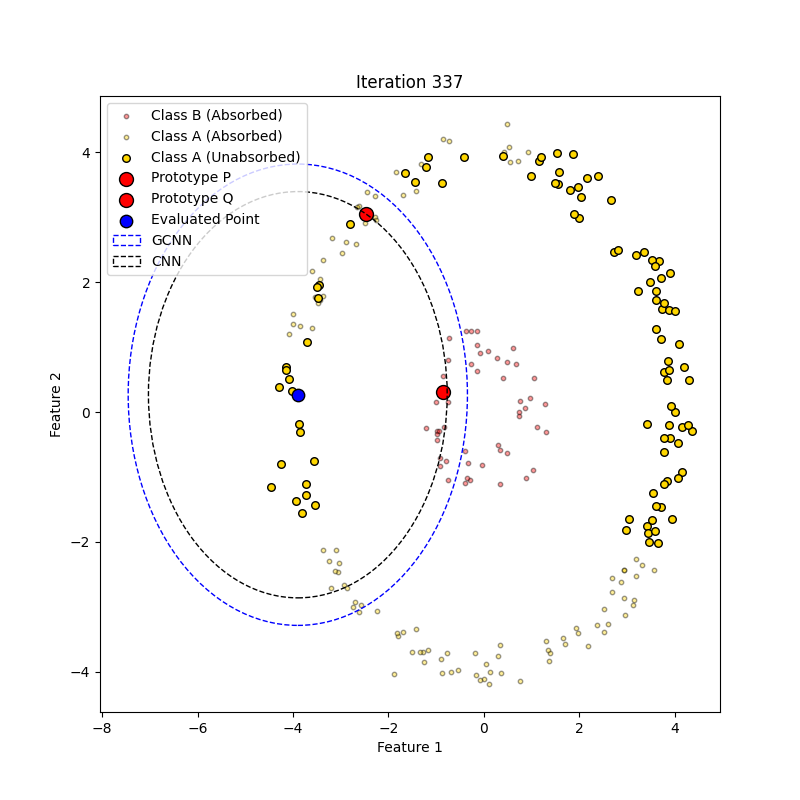 Iteration 337
Class B (Absorbed)
Class A (Absorbed)
Class A (Unabsorbed)
Prototype P
Prototype Q
Evaluated Point
GCNN
CNN
Feature 2
4
2
0
−2
−4
−8
−6
−4
−2
0
2
4
Feature 1